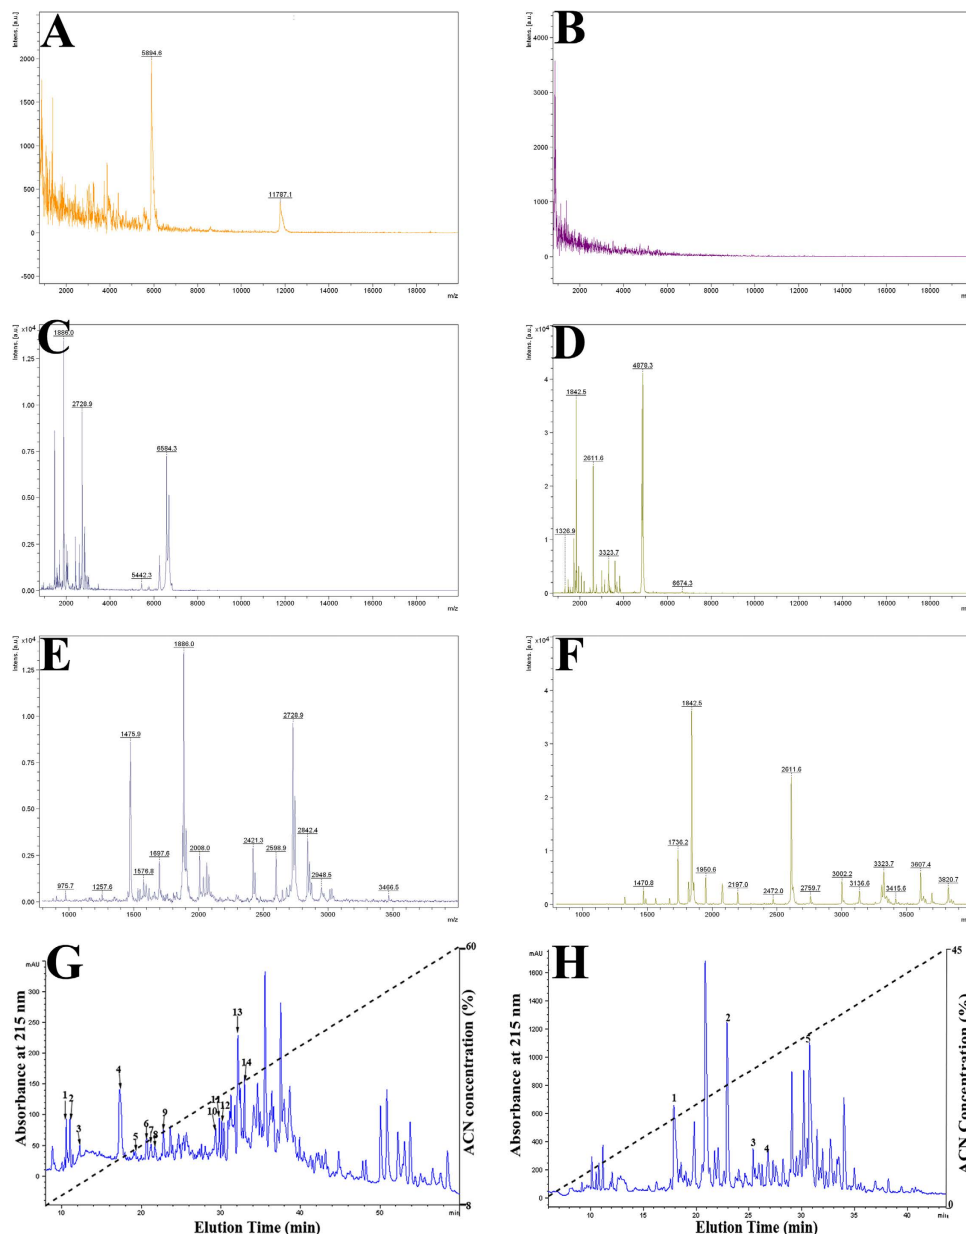 A
Intens. [a.u.]
2000
1500
1000
500
0
-500
5894.6
11787.1
2000 4000 6000 8000 10000 12000 14000 16000 18000
m/z
B
Intens. [a.u.]
4000
3000
2000
1000
0
2000 4000 6000 8000 10000 12000 14000 16000 18000
m/z
C
Intens. [a.u.]
x10⁴
1.25
1.00
0.75
0.50
0.25
0.00
1886.0
2728.9
6584.3
5442.3
2000 4000 6000 8000 10000 12000 14000 16000 18000
m/z
D
Intens. [a.u.]
x10⁴
4
3
2
1
0
4878.3
1842.5
2611.6
1326.9
3323.7
6674.3
2000 4000 6000 8000 10000 12000 14000 16000 18000
m/z
E
Intens. [a.u.]
x10⁴
1.25
1.00
0.75
0.50
0.25
0.00
1886.0
2728.9
1475.9
2842.4
2421.3
2008.0
2598.9
1697.6
1576.8
2948.5
975.7
1257.6
3466.5
1000 1500 2000 2500 3000 3500
m/z
F
Intens. [a.u.]
x10⁴
4
3
2
1
0
1842.5
2611.6
1736.2
1950.6
3323.7
3607.4
3002.2
3820.7
3136.6
3415.6
2197.0
2759.7
2472.0
1000 1500 2000 2500 3000 3500
m/z
G
mAU
300
250
200
150
100
50
0
Absorbance at 215 nm
1 2 3 4 5 6 7 8 9 10 11 12 13 14
60
8
ACN concentration (%)
10 20 30 40 50 min
Elution Time (min)
H
mAU
1600
1400
1200
1000
800
600
400
200
0
Absorbance at 215 nm
1 2 3 4 5
45
0
ACN Concentration (%)
10 15 20 25 30 35 40 min
Elution Time (min)